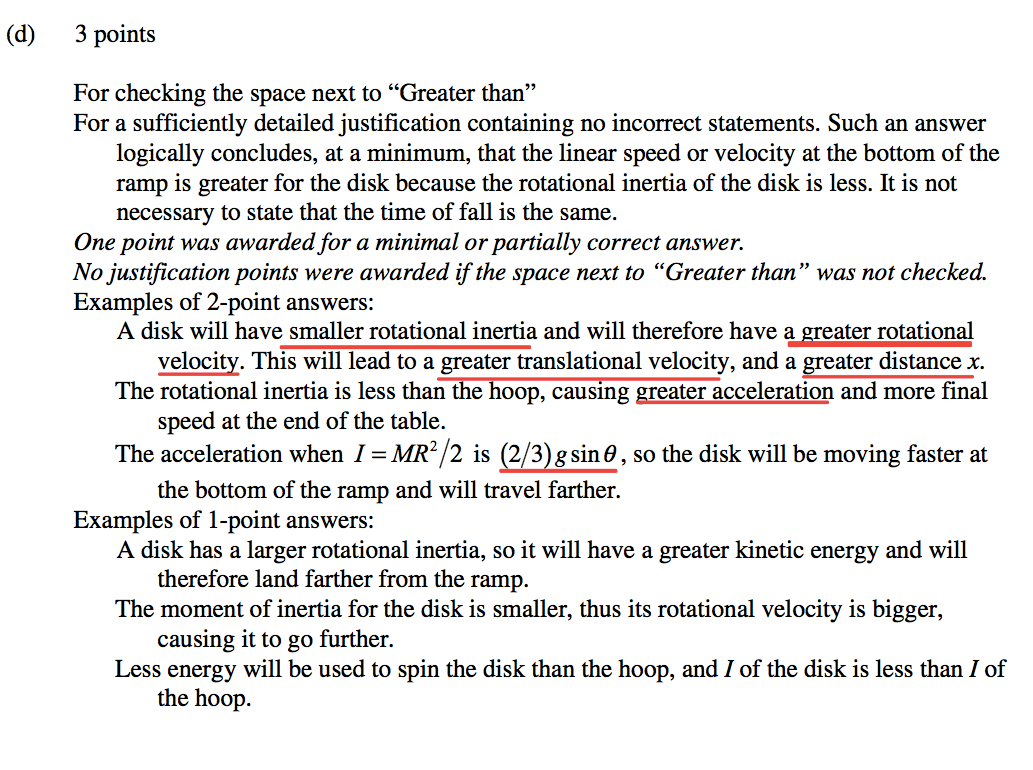 (d) 3 points
For checking the space next to “Greater than”
For a sufficiently detailed justification containing no incorrect statements. Such an answer
logically concludes, at a minimum, that the linear speed or velocity at the bottom of the
ramp is greater for the disk because the rotational inertia of the disk is less. It is not
necessary to state that the time of fall is the same.
One point was awarded for a minimal or partially correct answer.
No justification points were awarded if the space next to “Greater than” was not checked.
Examples of 2-point answers:
A disk will have smaller rotational inertia and will therefore have a greater rotational
velocity. This will lead to a greater translational velocity, and a greater distance x.
The rotational inertia is less than the hoop, causing greater acceleration and more final
speed at the end of the table.
The acceleration when I = MR²/2 is (2/3)g sin θ, so the disk will be moving faster at
the bottom of the ramp and will travel farther.
Examples of 1-point answers:
A disk has a larger rotational inertia, so it will have a greater kinetic energy and will
therefore land farther from the ramp.
The moment of inertia for the disk is smaller, thus its rotational velocity is bigger,
causing it to go further.
Less energy will be used to spin the disk than the hoop, and I of the disk is less than I of
the hoop.